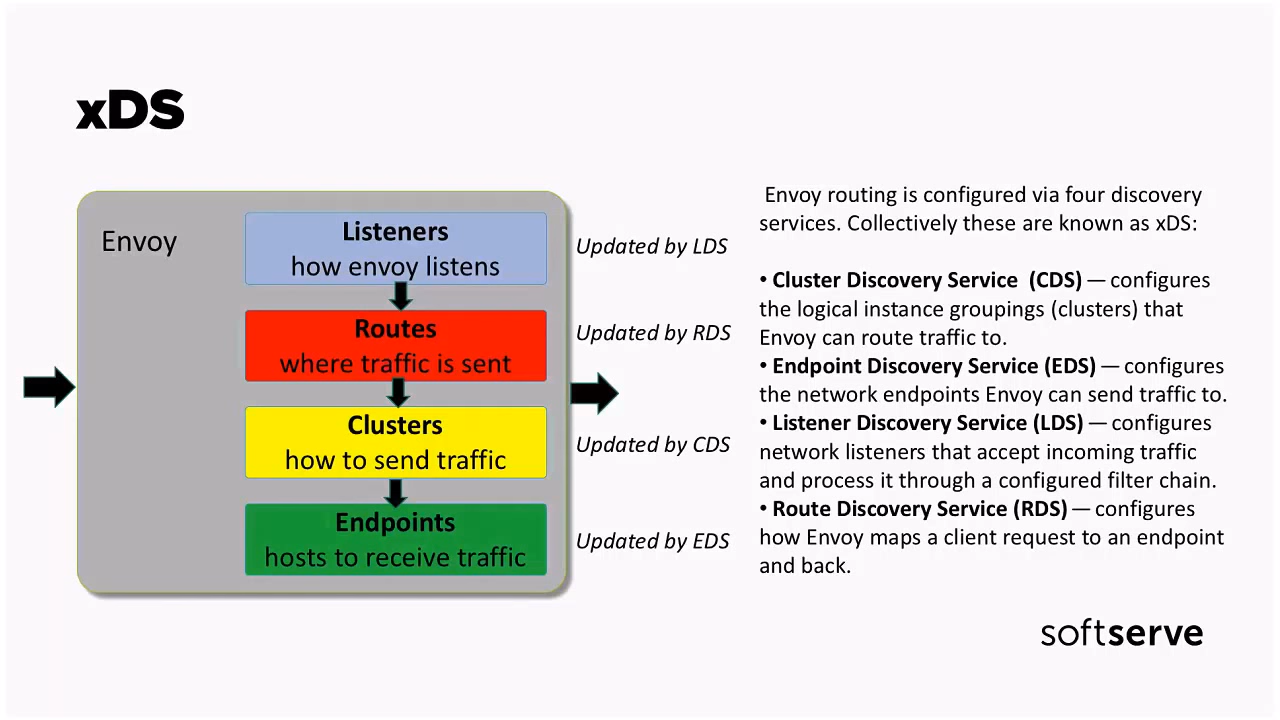 xDS
Envoy
Listeners
how envoy listens
Updated by LDS
Routes
where traffic is sent
Updated by RDS
Clusters
how to send traffic
Updated by CDS
Endpoints
hosts to receive traffic
Updated by EDS
Envoy routing is configured via four discovery
services. Collectively these are known as xDS:
• Cluster Discovery Service  (CDS) — configures
the logical instance groupings (clusters) that
Envoy can route traffic to.
• Endpoint Discovery Service (EDS) — configures
the network endpoints Envoy can send traffic to.
• Listener Discovery Service (LDS) — configures
network listeners that accept incoming traffic
and process it through a configured filter chain.
• Route Discovery Service (RDS) — configures
how Envoy maps a client request to an endpoint
and back.
softserve